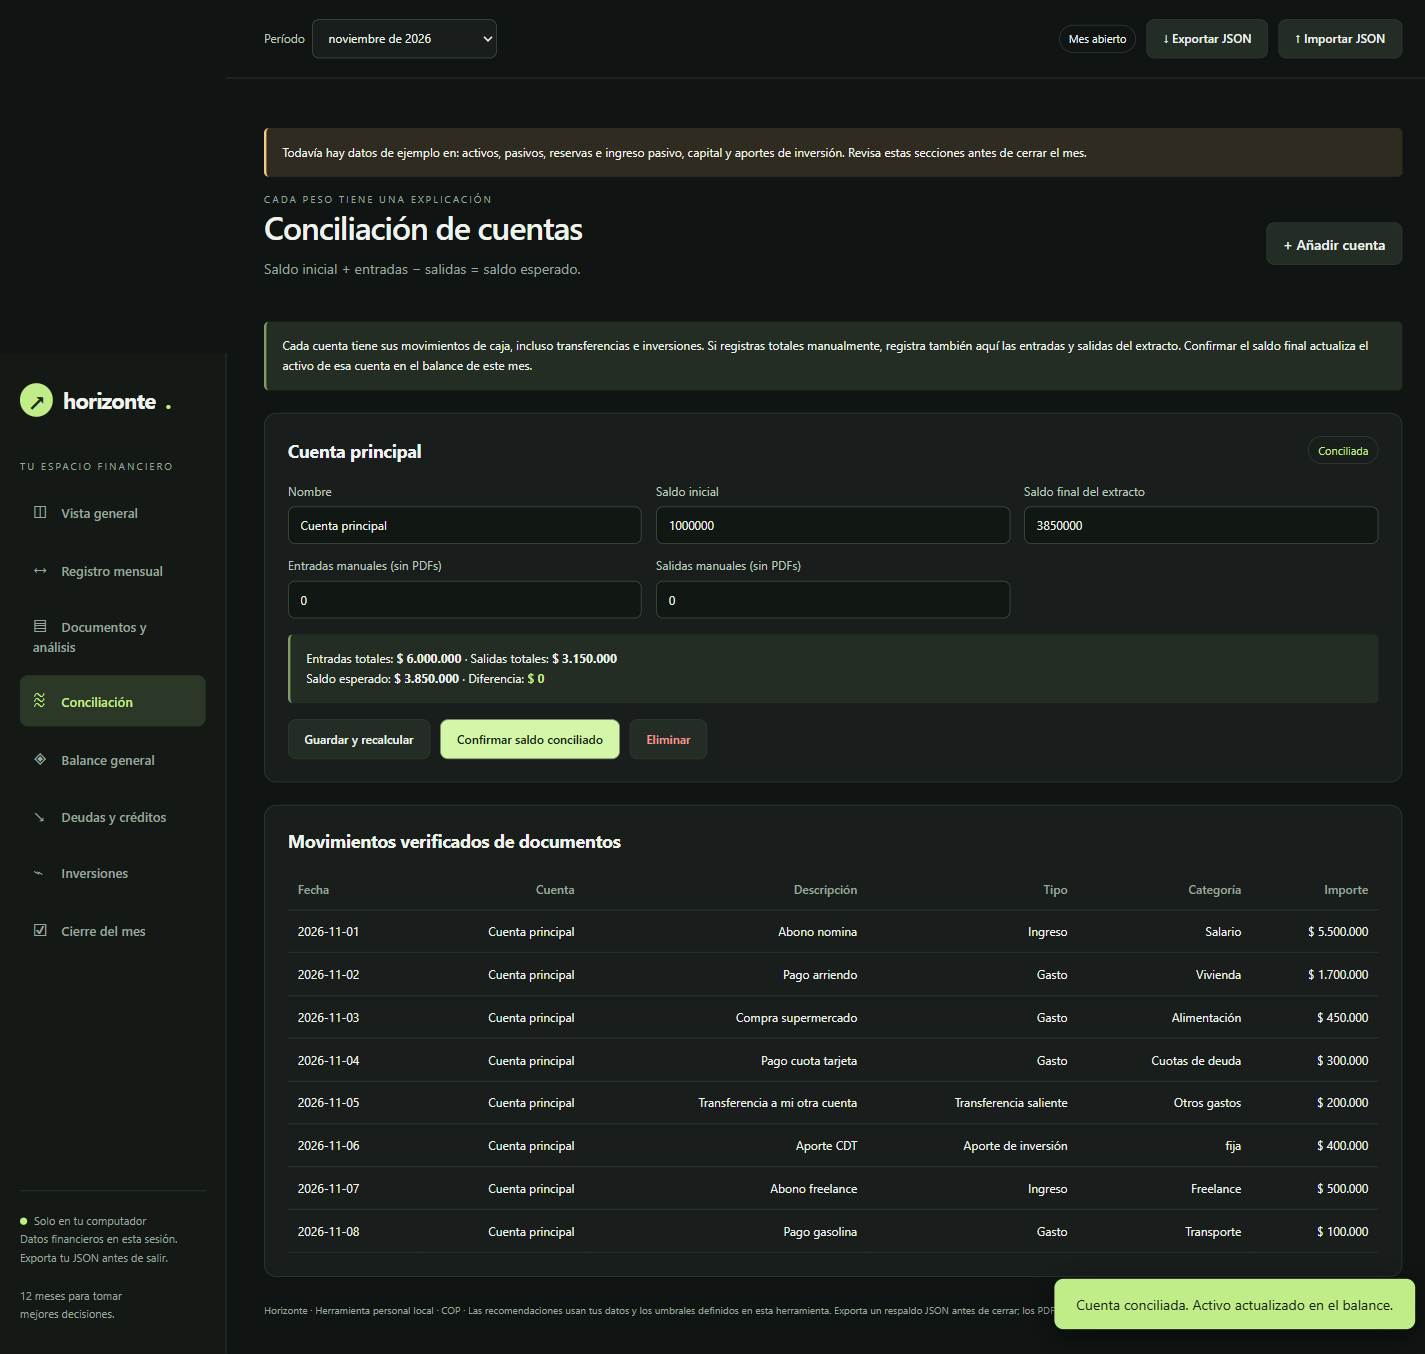 Período
noviembre de 2026
Mes abierto
↓ Exportar JSON
↑ Importar JSON
Todavía hay datos de ejemplo en: activos, pasivos, reservas e ingreso pasivo, capital y aportes de inversión. Revisa estas secciones antes de cerrar el mes.
CADA PESO TIENE UNA EXPLICACIÓN
Conciliación de cuentas
Saldo inicial + entradas − salidas = saldo esperado.
+ Añadir cuenta
Cada cuenta tiene sus movimientos de caja, incluso transferencias e inversiones. Si registras totales manualmente, registra también aquí las entradas y salidas del extracto. Confirmar el saldo final actualiza el
activo de esa cuenta en el balance de este mes.
horizonte .
TU ESPACIO FINANCIERO
Vista general
Registro mensual
Documentos y
análisis
Conciliación
Balance general
Deudas y créditos
Inversiones
Cierre del mes
Solo en tu computador
Datos financieros en esta sesión.
Exporta tu JSON antes de salir.
12 meses para tomar
mejores decisiones.
Cuenta principal
Conciliada
Nombre
Saldo inicial
Saldo final del extracto
Cuenta principal
1000000
3850000
Entradas manuales (sin PDFs)
Salidas manuales (sin PDFs)
0
0
Entradas totales: $ 6.000.000 · Salidas totales: $ 3.150.000
Saldo esperado: $ 3.850.000 · Diferencia: $ 0
Guardar y recalcular
Confirmar saldo conciliado
Eliminar
Movimientos verificados de documentos
Fecha Cuenta Descripción Tipo Categoría Importe
2026-11-01 Cuenta principal Abono nomina Ingreso Salario $ 5.500.000
2026-11-02 Cuenta principal Pago arriendo Gasto Vivienda $ 1.700.000
2026-11-03 Cuenta principal Compra supermercado Gasto Alimentación $ 450.000
2026-11-04 Cuenta principal Pago cuota tarjeta Gasto Cuotas de deuda $ 300.000
2026-11-05 Cuenta principal Transferencia a mi otra cuenta Transferencia saliente Otros gastos $ 200.000
2026-11-06 Cuenta principal Aporte CDT Aporte de inversión fija $ 400.000
2026-11-07 Cuenta principal Abono freelance Ingreso Freelance $ 500.000
2026-11-08 Cuenta principal Pago gasolina Gasto Transporte $ 100.000
Horizonte · Herramienta personal local · COP · Las recomendaciones usan tus datos y los umbrales definidos en esta herramienta. Exporta un respaldo JSON antes de cerrar; los PDF
Cuenta conciliada. Activo actualizado en el balance.